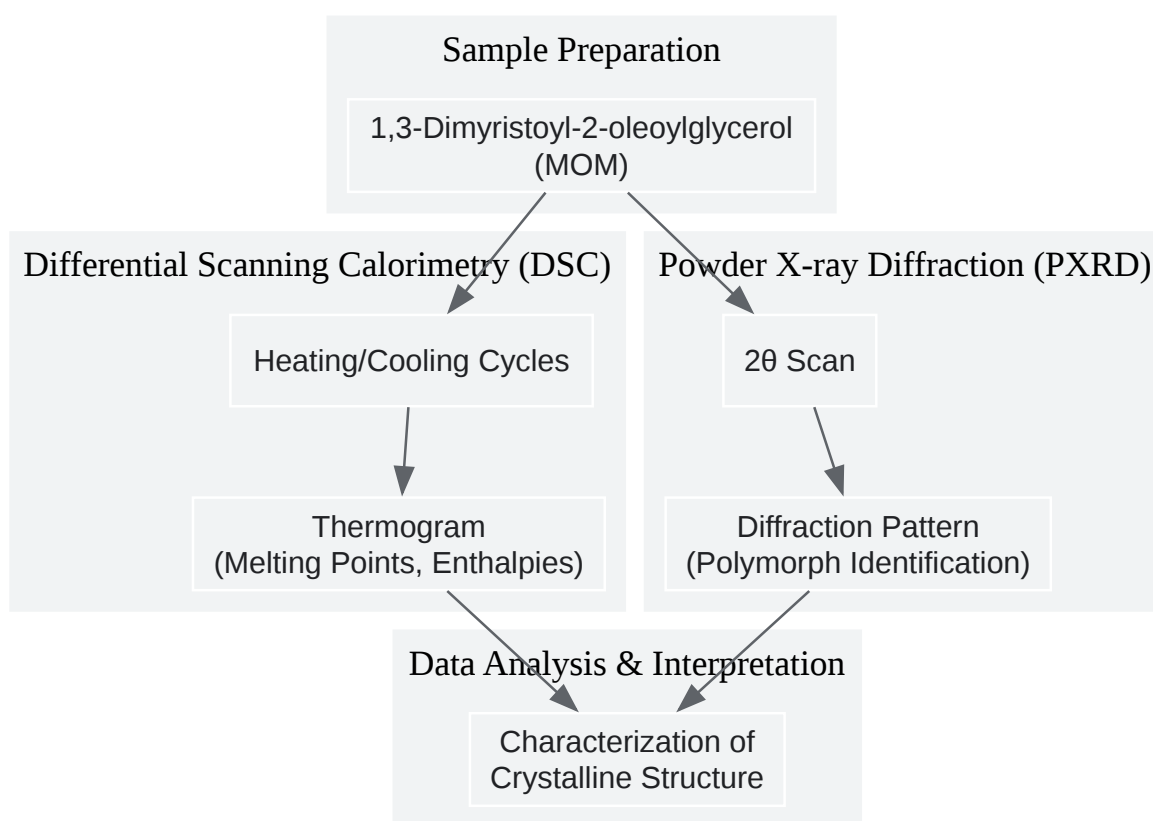 Sample Preparation
1,3-Dimyristoyl-2-oleoylglycerol
(MOM)
Differential Scanning Calorimetry (DSC)
Powder X-ray Diffraction (PXRD)
Heating/Cooling Cycles
2θ Scan
Thermogram
(Melting Points, Enthalpies)
Diffraction Pattern
(Polymorph Identification)
Data Analysis & Interpretation
Characterization of
Crystalline Structure